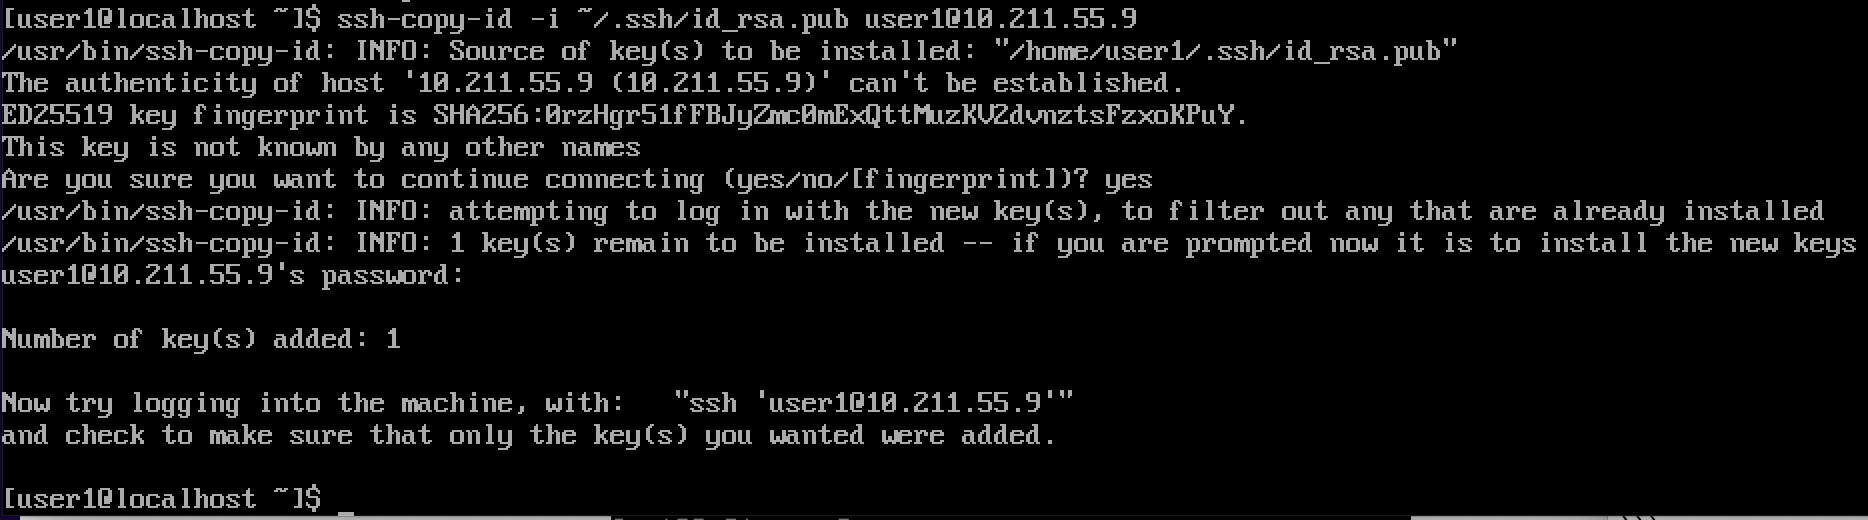 [user1@localhost ~]$ ssh-copy-id -i ~/.ssh/id_rsa.pub user1@10.211.55.9
/usr/bin/ssh-copy-id: INFO: Source of key(s) to be installed: "/home/user1/.ssh/id_rsa.pub"
The authenticity of host '10.211.55.9 (10.211.55.9)' can't be established.
ED25519 key fingerprint is SHA256:0rzHgr51fFBJyZmc0mExQttMuzKV2dvnztsFzxoKPuY.
This key is not known by any other names
Are you sure you want to continue connecting (yes/no/[fingerprint])? yes
/usr/bin/ssh-copy-id: INFO: attempting to log in with the new key(s), to filter out any that are already installed
/usr/bin/ssh-copy-id: INFO: 1 key(s) remain to be installed -- if you are prompted now it is to install the new keys
user1@10.211.55.9's password:
Number of key(s) added: 1
Now try logging into the machine, with:   "ssh 'user1@10.211.55.9'"
and check to make sure that only the key(s) you wanted were added.
[user1@localhost ~]$ _